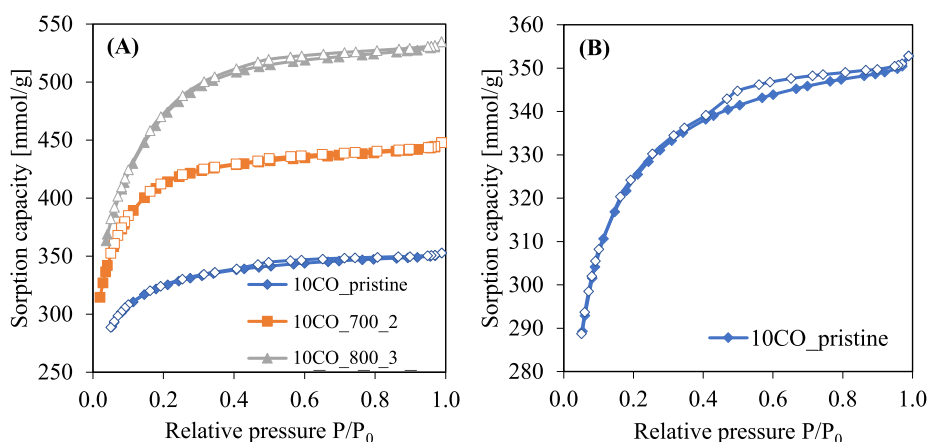 (A)
Sorption capacity [mmol/g]
550
500
450
400
350
300
250
0.0 0.2 0.4 0.6 0.8 1.0
Relative pressure P/P₀
10CO_pristine
10CO_700_2
10CO_800_3_
(B)
Sorption capacity [mmol/g]
360
350
340
330
320
310
300
290
280
0.0 0.2 0.4 0.6 0.8 1.0
Relative pressure P/P₀
10CO_pristine